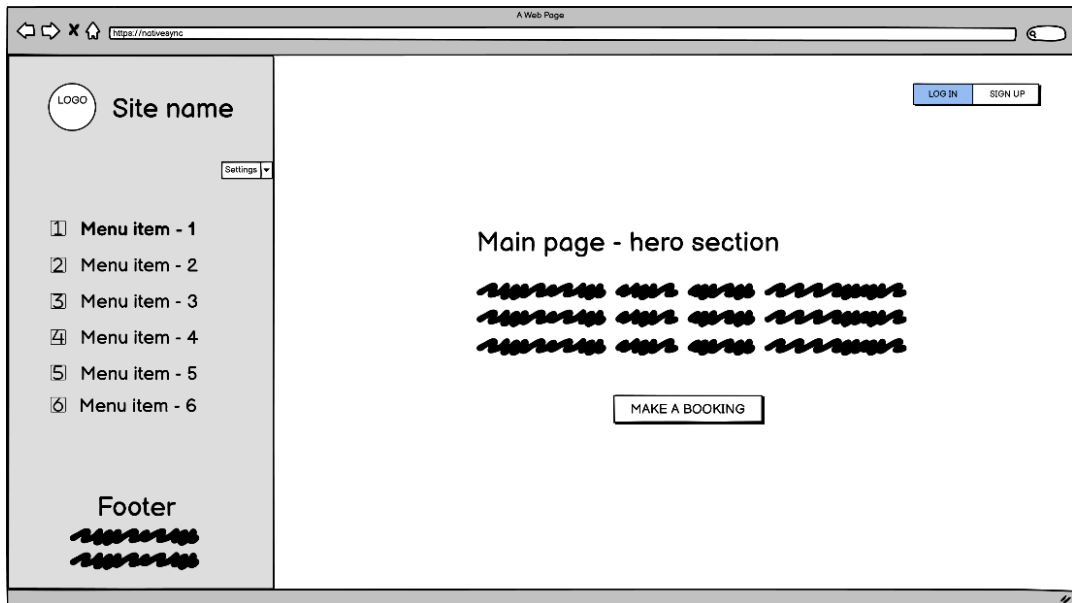 A Web Page
https://nativesync
LOGO
Site name
LOG IN
SIGN UP
Settings
1 Menu item - 1
2 Menu item - 2
3 Menu item - 3
4 Menu item - 4
5 Menu item - 5
6 Menu item - 6
Main page - hero section
MAKE A BOOKING
Footer